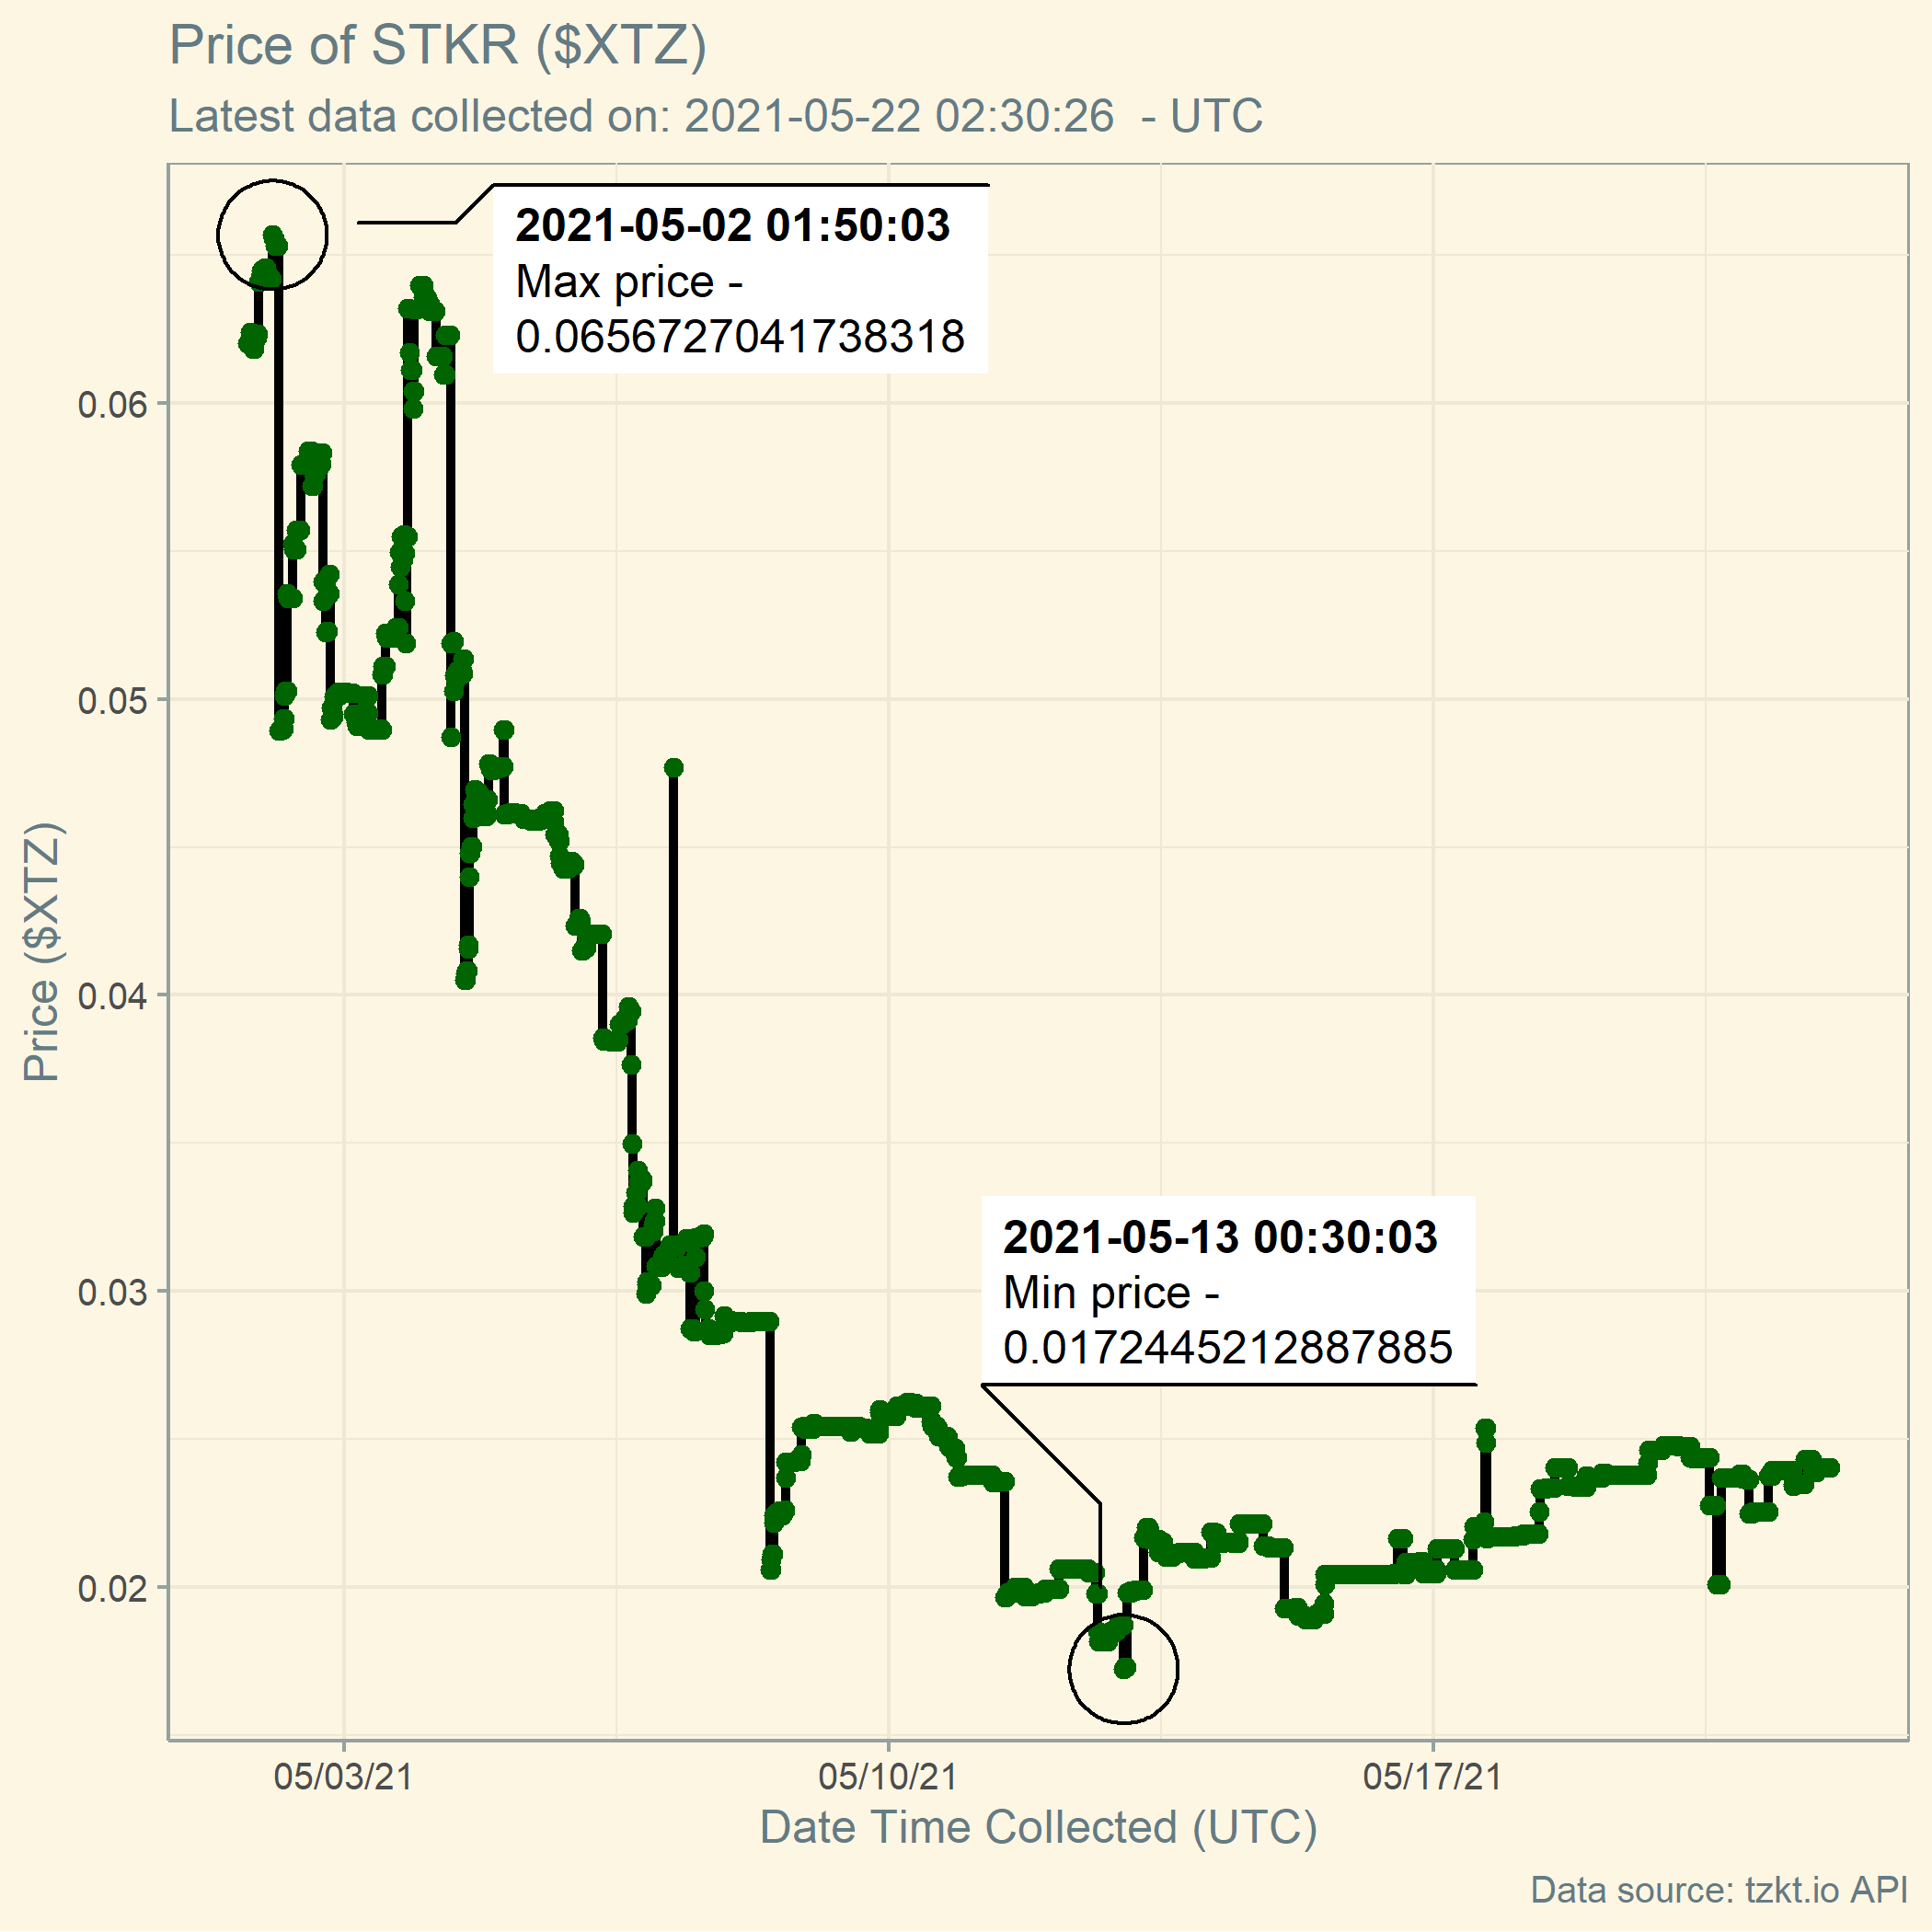 Price of STKR ($XTZ)
Latest data collected on: 2021-05-22 02:30:26  - UTC
2021-05-02 01:50:03
Max price -
0.0656727041738318
0.06
0.05
0.04
0.03
0.02
Price ($XTZ)
2021-05-13 00:30:03
Min price -
0.0172445212887885
05/03/21
05/10/21
05/17/21
Date Time Collected (UTC)
Data source: tzkt.io API